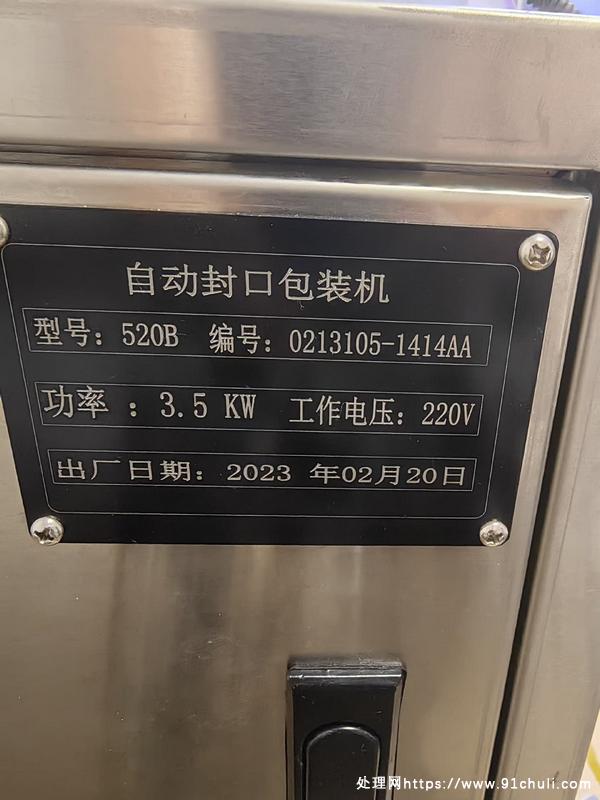 自动封口包装机
型号：520B 编号：0213105-1414AA
功率 ：3.5 KW 工作电压：220V
出厂日期：2023 年02月20日
处理网https://www.91chuli.com/